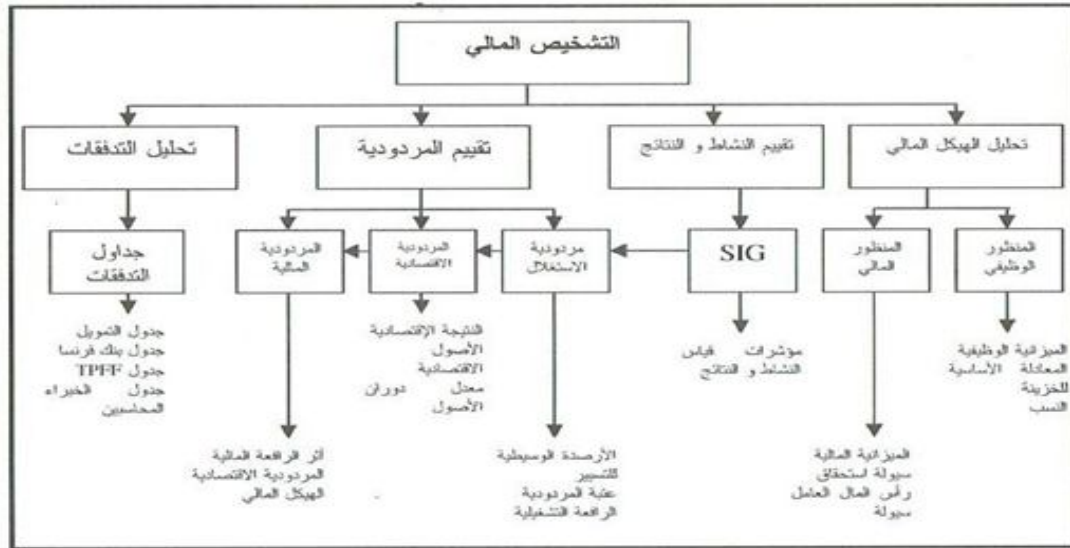 التشخيص المالي
تحليل الهيكل المالي
تقييم النشاط و النتائج
تقييم المردودية
تحليل التدفقات
المنظور
الوظيفي
المنظور
المالي
SIG
مردودية
الاستغلال
المردودية
الاقتصادية
المردودية
المالية
جداول
التدفقات
الميزانية الوظيفية
المعادلة الأساسية
للخزينة
النسب
مؤشرات قياس
النشاط و النتائج
النتيجة الإقتصادية
الأصول
الاقتصادية
معدل دوران
الأصول
جدول التمويل
جدول بنك فرنسا
جدول TPFF
جدول الخبراء
المحاسبين
الميزانية المالية
سيولة استحقاق
رأس المال العامل
سيولة
الأرصدة الوسيطية
للتسيير
عتبة المردودية
الرافعة التشغيلية
أثر الرافعة المالية
المردودية الاقتصادية
الهيكل المالي